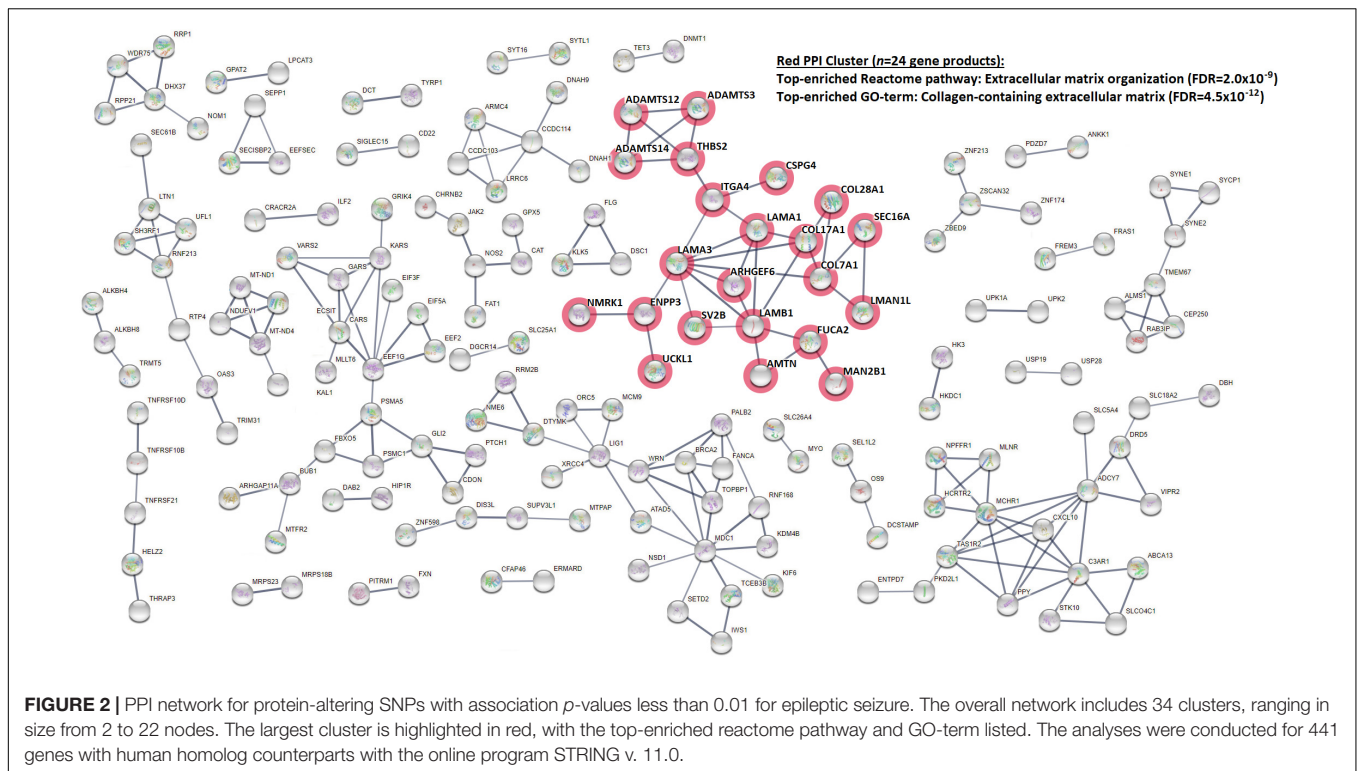 Red PPI Cluster (n=24 gene products):
Top-enriched Reactome pathway: Extracellular matrix organization (FDR=2.0x10⁻⁹)
Top-enriched GO-term: Collagen-containing extracellular matrix (FDR=4.5x10⁻¹²)
RRP1
WDR75
RPP21
DHX37
NOM1
GPAT2
LPCAT3
SEPP1
SECISBP2
EEFSEC
DCT
TYRP1
SIGLEC15
CD22
SYT16
SYTL1
TET3
DNMT1
ARMC4
DNAH9
CCDC114
CCDC103
LRRC6
DNAH1
ADAMTS12
ADAMTS3
ADAMTS14
THBS2
ITGA4
CSPG4
COL28A1
LAMA1
COL17A1
SEC16A
LAMA3
COL7A1
ARHGEF6
LMAN1L
NMRK1
ENPP3
SV2B
LAMB1
FUCA2
UCKL1
AMTN
MAN2B1
ZNF213
PDZD7
ANKK1
ZSCAN32
ZNF174
ZBED9
SYNE1
SYCP1
SYNE2
FREM3
FRAS1
TMEM67
ALMS1
CEP250
RAB3IP
UPK1A
UPK2
HK3
HKDC1
USP19
USP28
SEC61B
LTN1
UFL1
SH3RF1
RNF213
RTP4
OAS3
TRIM31
CRACR2A
ILF2
GRIK4
CHRNB2
JAK2
GPX5
NOS2
CAT
FAT1
FLG
KLK5
DSC1
VARS2
KARS
GARS
EIF3F
ECSIT
CARS
EIF5A
EEF2
MLLT6
EEF1G
KAL1
MT-ND1
NDUFV1
MT-ND4
ALKBH4
ALKBH8
TRMT5
DGCR14
SLC25A1
TNFRSF10D
TNFRSF10B
TNFRSF21
HELZ2
THRAP3
PSMA5
FBXO5
GLI2
PTCH1
PSMC1
CDON
BUB1
ARHGAP11A
MTFR2
DAB2
HIP1R
DIS3L
SUPV3L1
MTPAP
ZNF598
MRPS23
MRPS18B
PITRM1
FXN
CFAP46
ERMARD
RRM2B
NME6
DTYMK
ORC5
MCM9
LIG1
XRCC4
WRN
PALB2
BRCA2
FANCA
TOPBP1
RNF168
ATAD5
MDC1
KDM4B
NSD1
TCEB3B
KIF6
SETD2
IWS1
SLC26A4
MYO
SEL1L2
OS9
DCSTAMP
SLC18A2
DBH
SLC5A4
DRD5
NPFFR1
MLNR
ADCY7
HCRTR2
MCHR1
VIPR2
CXCL10
TAS1R2
C3AR1
ABCA13
ENTPD7
PKD2L1
PPY
STK10
SLCO4C1
FIGURE 2 | PPI network for protein-altering SNPs with association p-values less than 0.01 for epileptic seizure. The overall network includes 34 clusters, ranging in
size from 2 to 22 nodes. The largest cluster is highlighted in red, with the top-enriched reactome pathway and GO-term listed. The analyses were conducted for 441
genes with human homolog counterparts with the online program STRING v. 11.0.